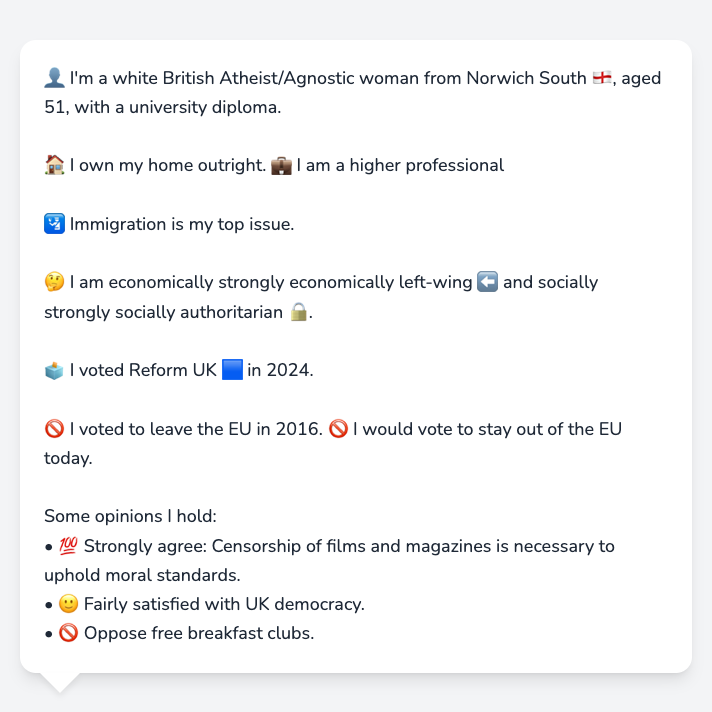 👤 I'm a white British Atheist/Agnostic woman from Norwich South 🏴󠁧󠁢󠁥󠁮󠁧󠁿, aged
51, with a university diploma.
🏠 I own my home outright. 💼 I am a higher professional
🛂 Immigration is my top issue.
🤔 I am economically strongly economically left-wing ⬅️ and socially
strongly socially authoritarian 🔒.
🗳️ I voted Reform UK 🟦 in 2024.
🚫 I voted to leave the EU in 2016. 🚫 I would vote to stay out of the EU
today.
Some opinions I hold:
• 💯 Strongly agree: Censorship of films and magazines is necessary to
uphold moral standards.
• 🙂 Fairly satisfied with UK democracy.
• 🚫 Oppose free breakfast clubs.